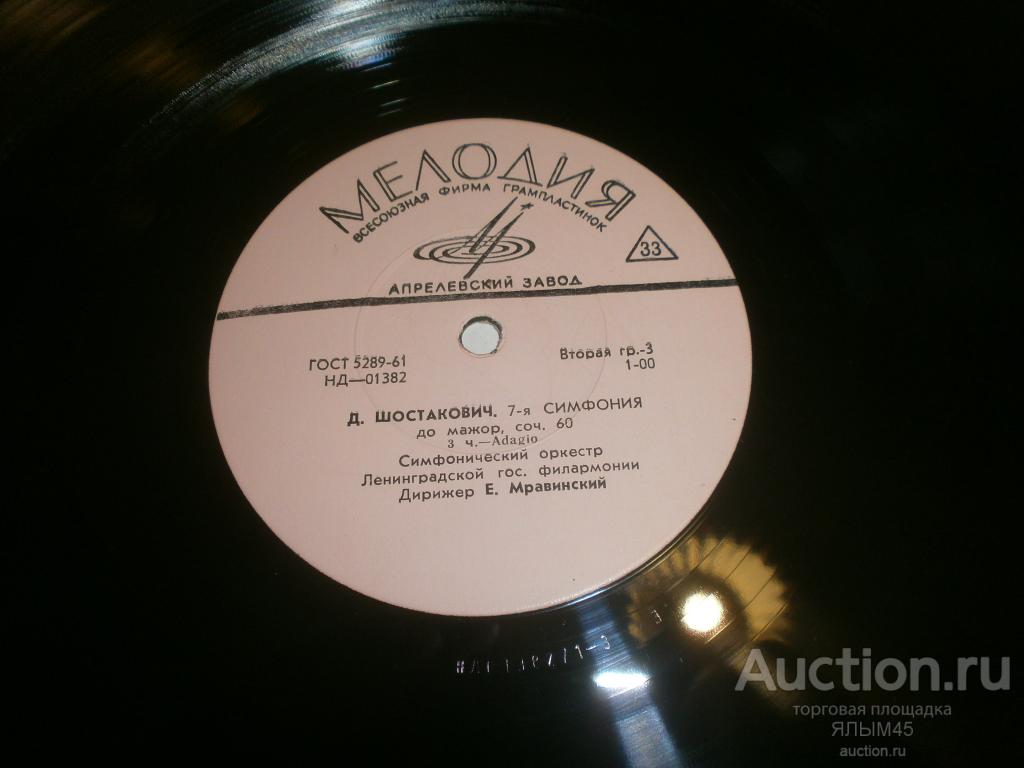 МЕЛОДИЯ
ВСЕСОЮЗНАЯ ФИРМА ГРАМПЛАСТИНОК
33
АПРЕЛЕВСКИЙ ЗАВОД
ГОСТ 5289-61
НД—01382
Вторая гр.-3
1-00
Д. ШОСТАКОВИЧ. 7-я СИМФОНИЯ
до мажор, соч. 60
3 ч.—Adagio
Симфонический оркестр
Ленинградской гос. филармонии
Дирижер Е. Мравинский
Auction.ru
торговая площадка
ЯЛЫМ45
auction.ru